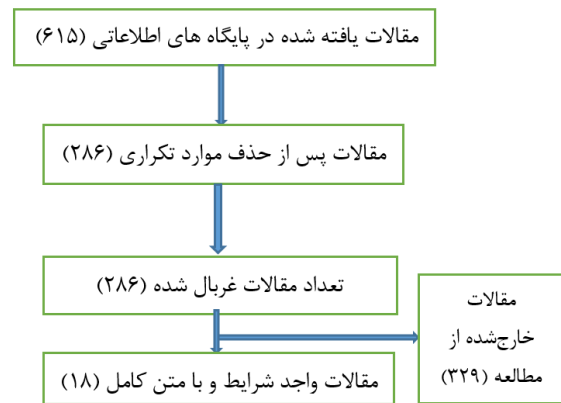 مقالات یافته شده در پایگاه های اطلاعاتی (۶۱۵)
مقالات پس از حذف موارد تکراری (۲۸۶)
تعداد مقالات غربال شده (۲۸۶)
مقالات
خارج‌شده از
مطالعه (۳۲۹)
مقالات واجد شرایط و با متن کامل (۱۸)